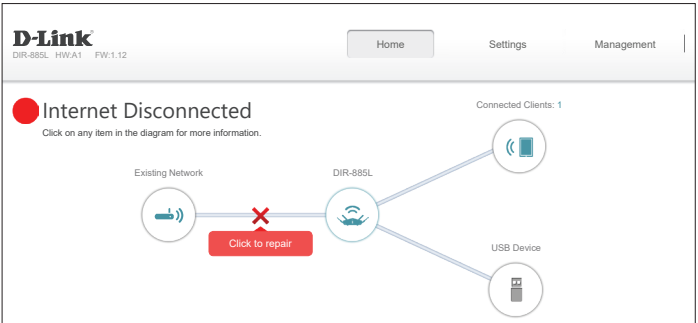 D-Link
DIR-885L HW:A1 FW:1.12
Home
Settings
Management
Internet Disconnected
Click on any item in the diagram for more information.
Connected Clients: 1
Existing Network
DIR-885L
Click to repair
USB Device